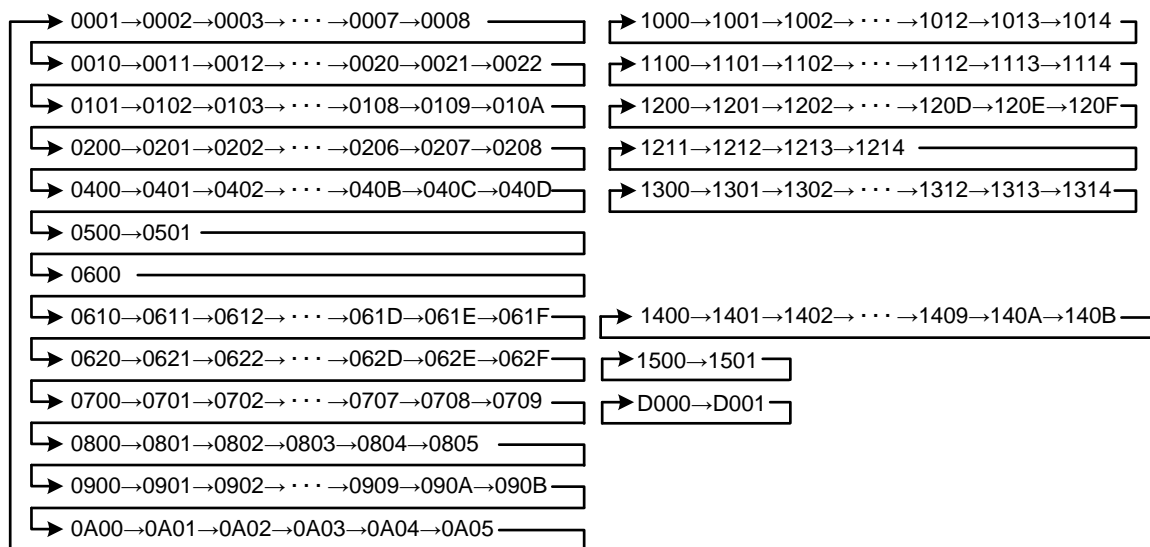 0001→0002→0003→···→0007→0008
0010→0011→0012→···→0020→0021→0022
0101→0102→0103→···→0108→0109→010A
0200→0201→0202→···→0206→0207→0208
0400→0401→0402→···→040B→040C→040D
0500→0501
0600
0610→0611→0612→···→061D→061E→061F
0620→0621→0622→···→062D→062E→062F
0700→0701→0702→···→0707→0708→0709
0800→0801→0802→0803→0804→0805
0900→0901→0902→···→0909→090A→090B
0A00→0A01→0A02→0A03→0A04→0A05
1000→1001→1002→···→1012→1013→1014
1100→1101→1102→···→1112→1113→1114
1200→1201→1202→···→120D→120E→120F
1211→1212→1213→1214
1300→1301→1302→···→1312→1313→1314
1400→1401→1402→···→1409→140A→140B
1500→1501
D000→D001